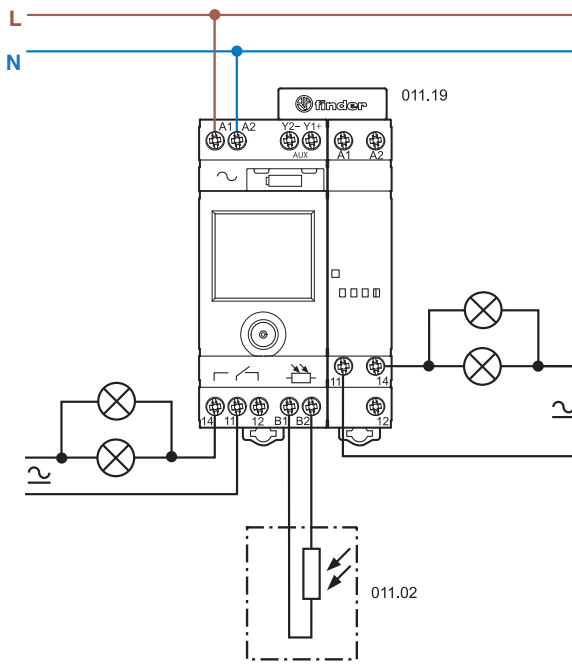 L
N
finder
011.19
A1 A2 Y2– Y1+
AUX
A1 A2
11 14
14 11 12 B1 B2 12
011.02